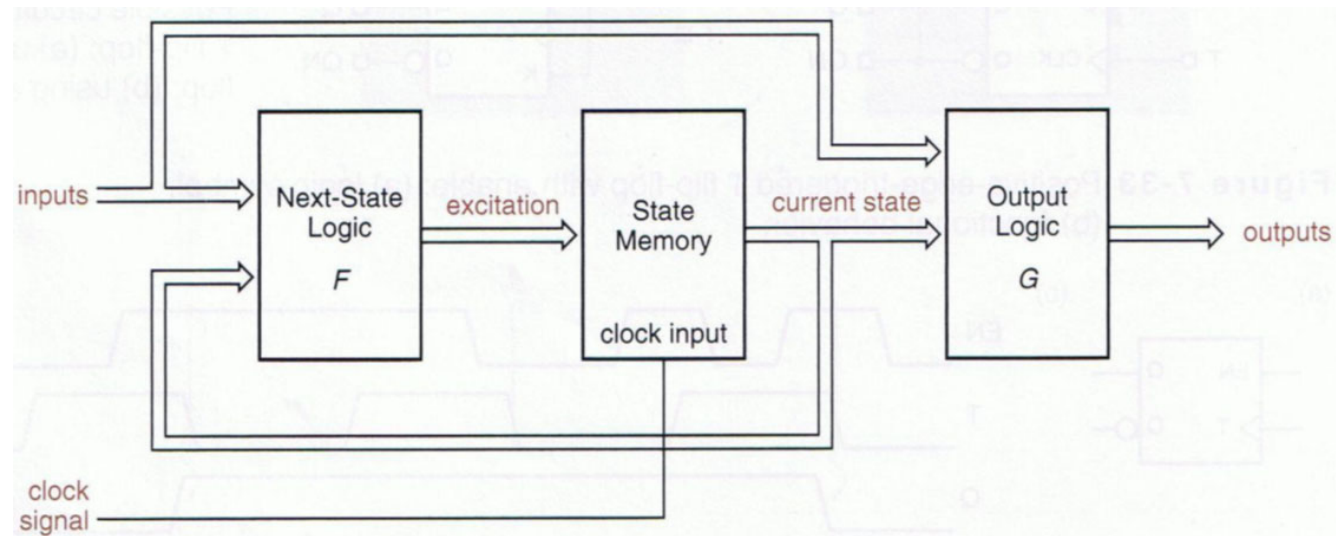 inputs
Next-State
Logic
F
excitation
State
Memory
clock input
current state
Output
Logic
G
outputs
clock
signal